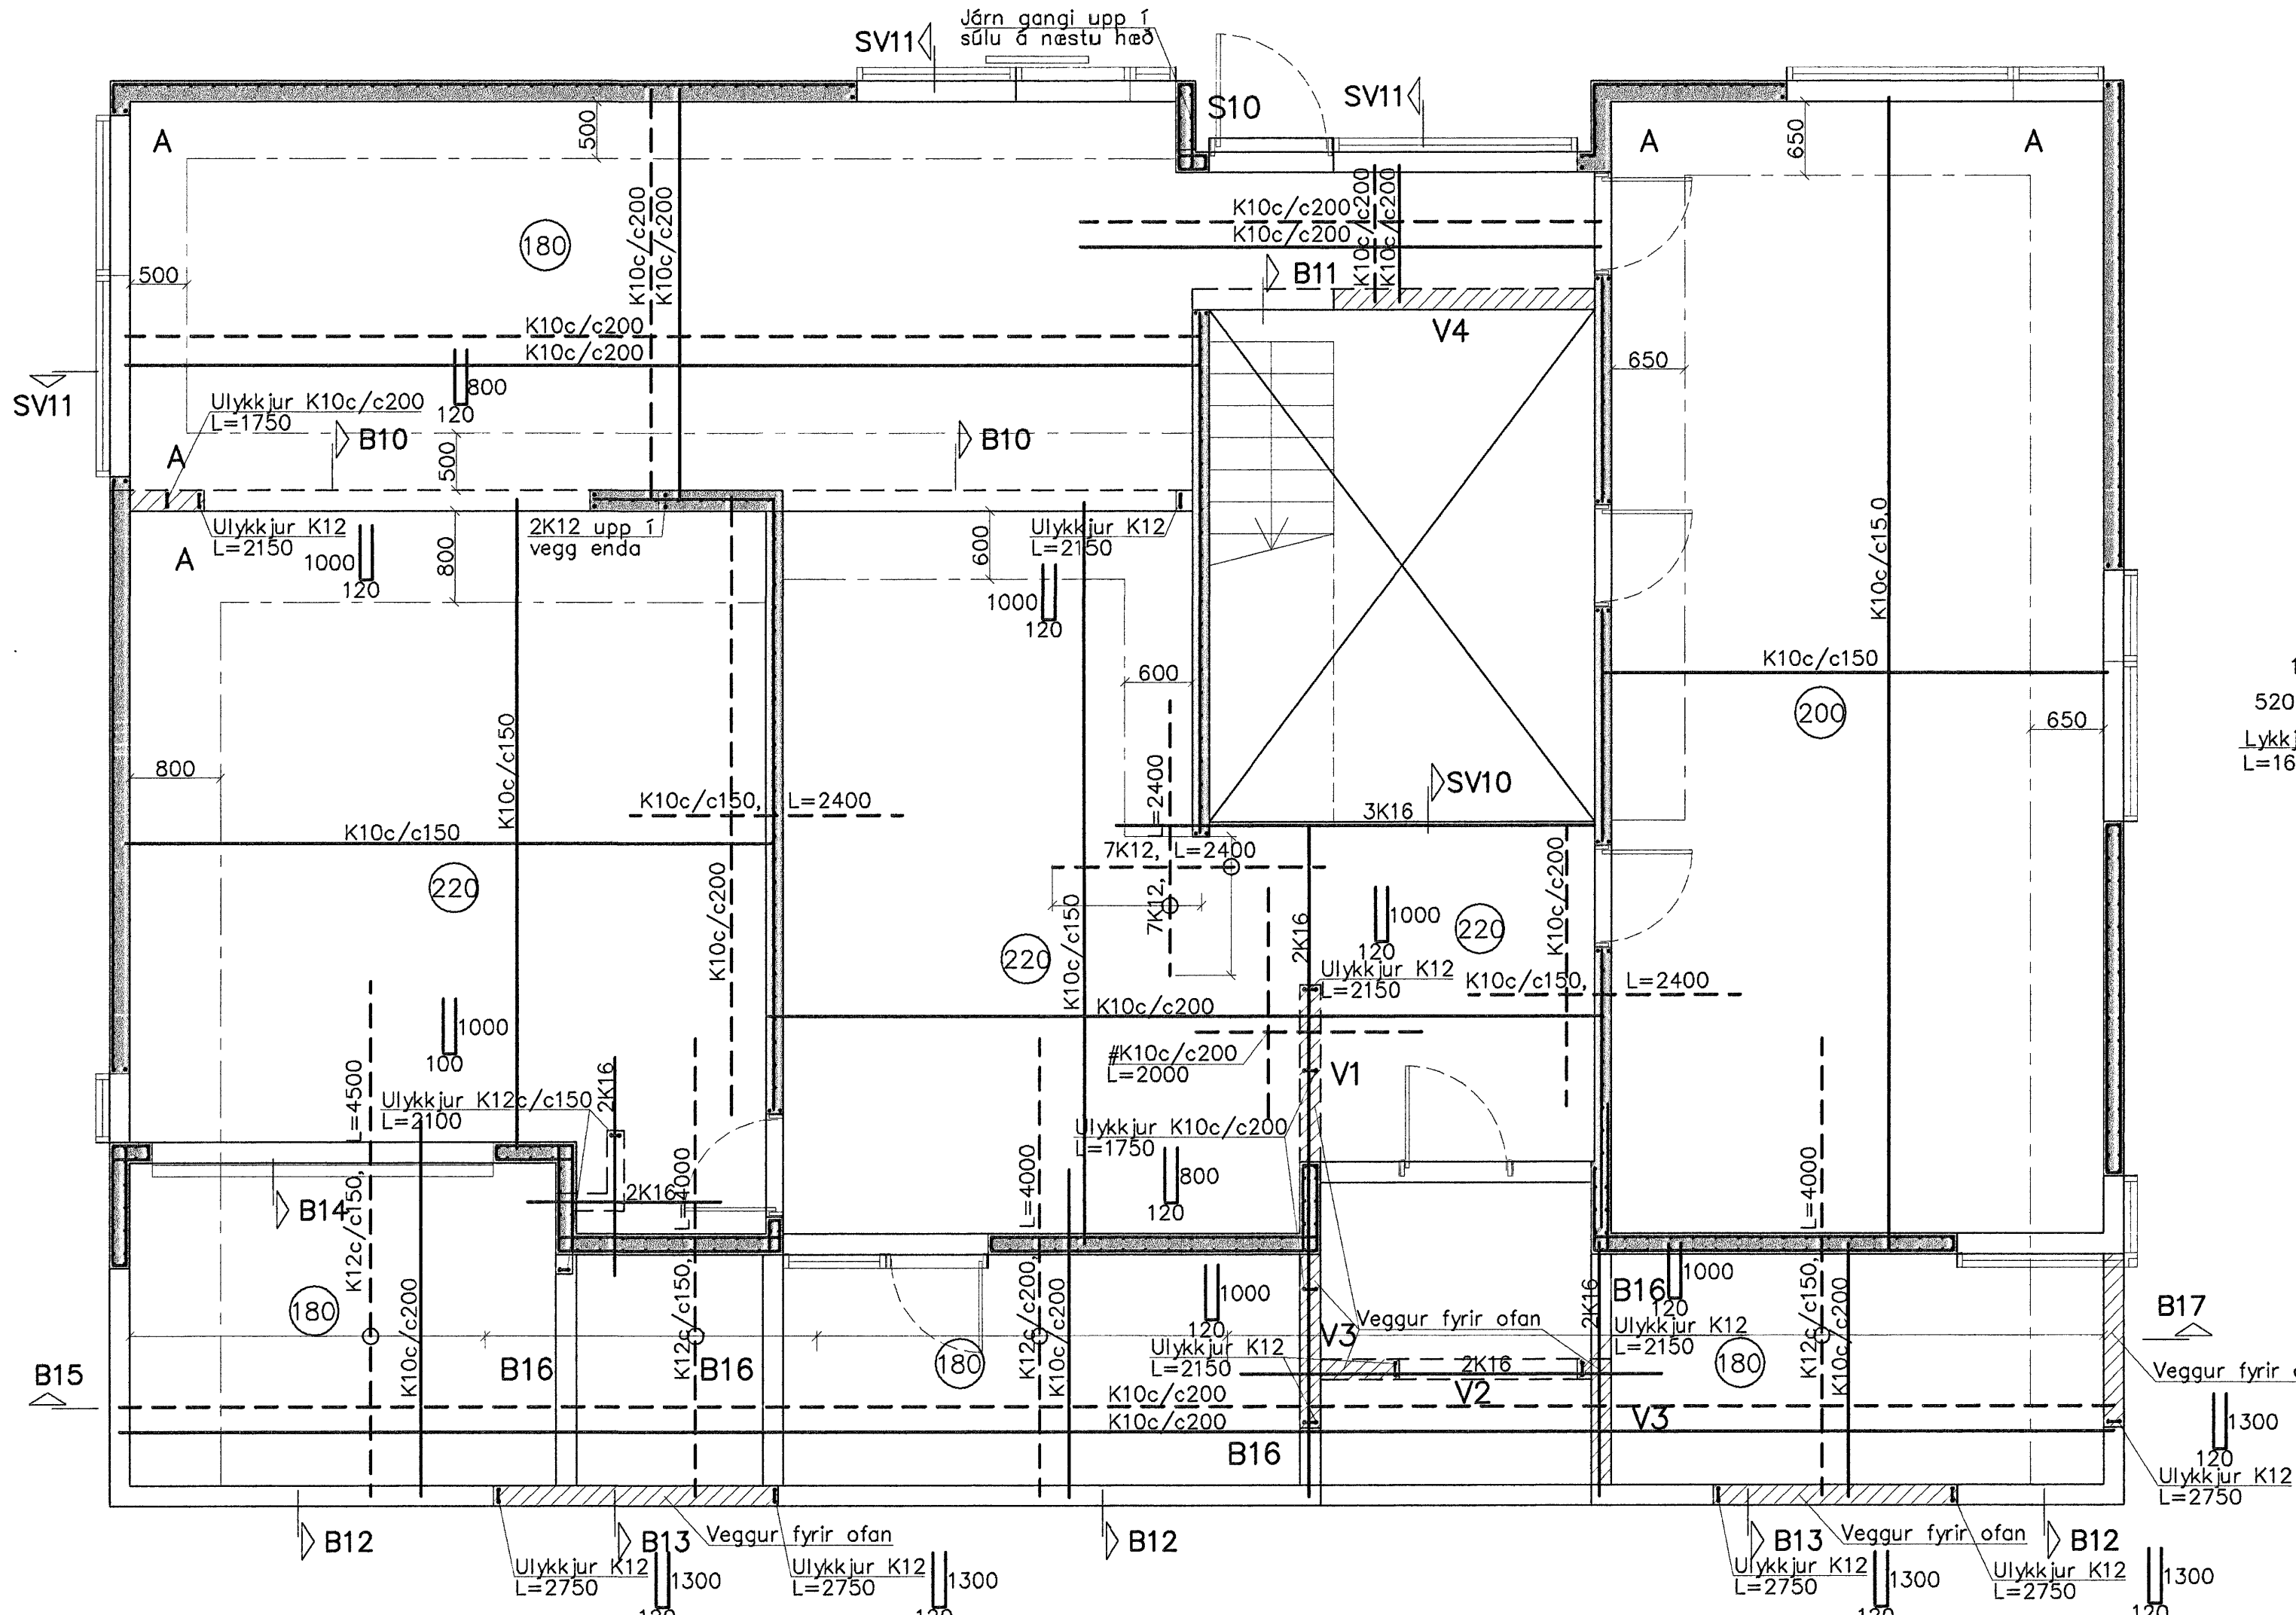 Járn gangi upp í
súlu á næstu hæð
SV11
S10
SV11
A
500
K10c/c200
K10c/c200
180
500
K10c/c200
K10c/c200
K10c/c200
K10c/c200
A
650
A
K10c/c200
K10c/c200
B11
V4
650
SV11
800
120
Ulykkjur K10c/c200
L=1750
B10
500
B10
A
Ulykkjur K12
L=2150
2K12 upp í
vegg enda
Ulykkjur K12
L=2150
A
1000
120
800
600
1000
120
K10c/c15,0
K10c/c150
200
650
520
800
K10c/c150
K10c/c150, L=2400
K10c/c150
600
L=2400
SV10
3K16
7K12, L=2400
7K12,
220
K10c/c200
220
K10c/c150
2K16
1000
120
220
K10c/c200
Ulykkjur K12
L=2150
K10c/c150, L=2400
K10c/c200
#K10c/c200
L=2000
V1
1000
100
L=4500
Ulykkjur K12c/c150
L=2100
2K16
Ulykkjur K10c/c200
L=1750
800
120
B14
K12c/c150,
K10c/c200
2K16
L=4000
K12c/c150,
L=4000
K12c/c200,
K10c/c200
1000
120
L=4000
K12c/c150,
K10c/c200
2K16
B16
1000
120
Ulykkjur K12
L=2150
B17
180
180
180
Veggur fyrir ofan
V3
Ulykkjur K12
L=2150
2K16
V2
V3
B15
B16
B16
K10c/c200
K10c/c200
B16
Veggur fyrir
1300
120
Ulykkjur K12
L=2750
B12
B13
Veggur fyrir ofan
B12
B13
Veggur fyrir ofan
B12
Ulykkjur K12
L=2750
1300
Ulykkjur K12
L=2750
1300
Ulykkjur K12
L=2750
1300
Ulykkjur K12
L=2750
1300